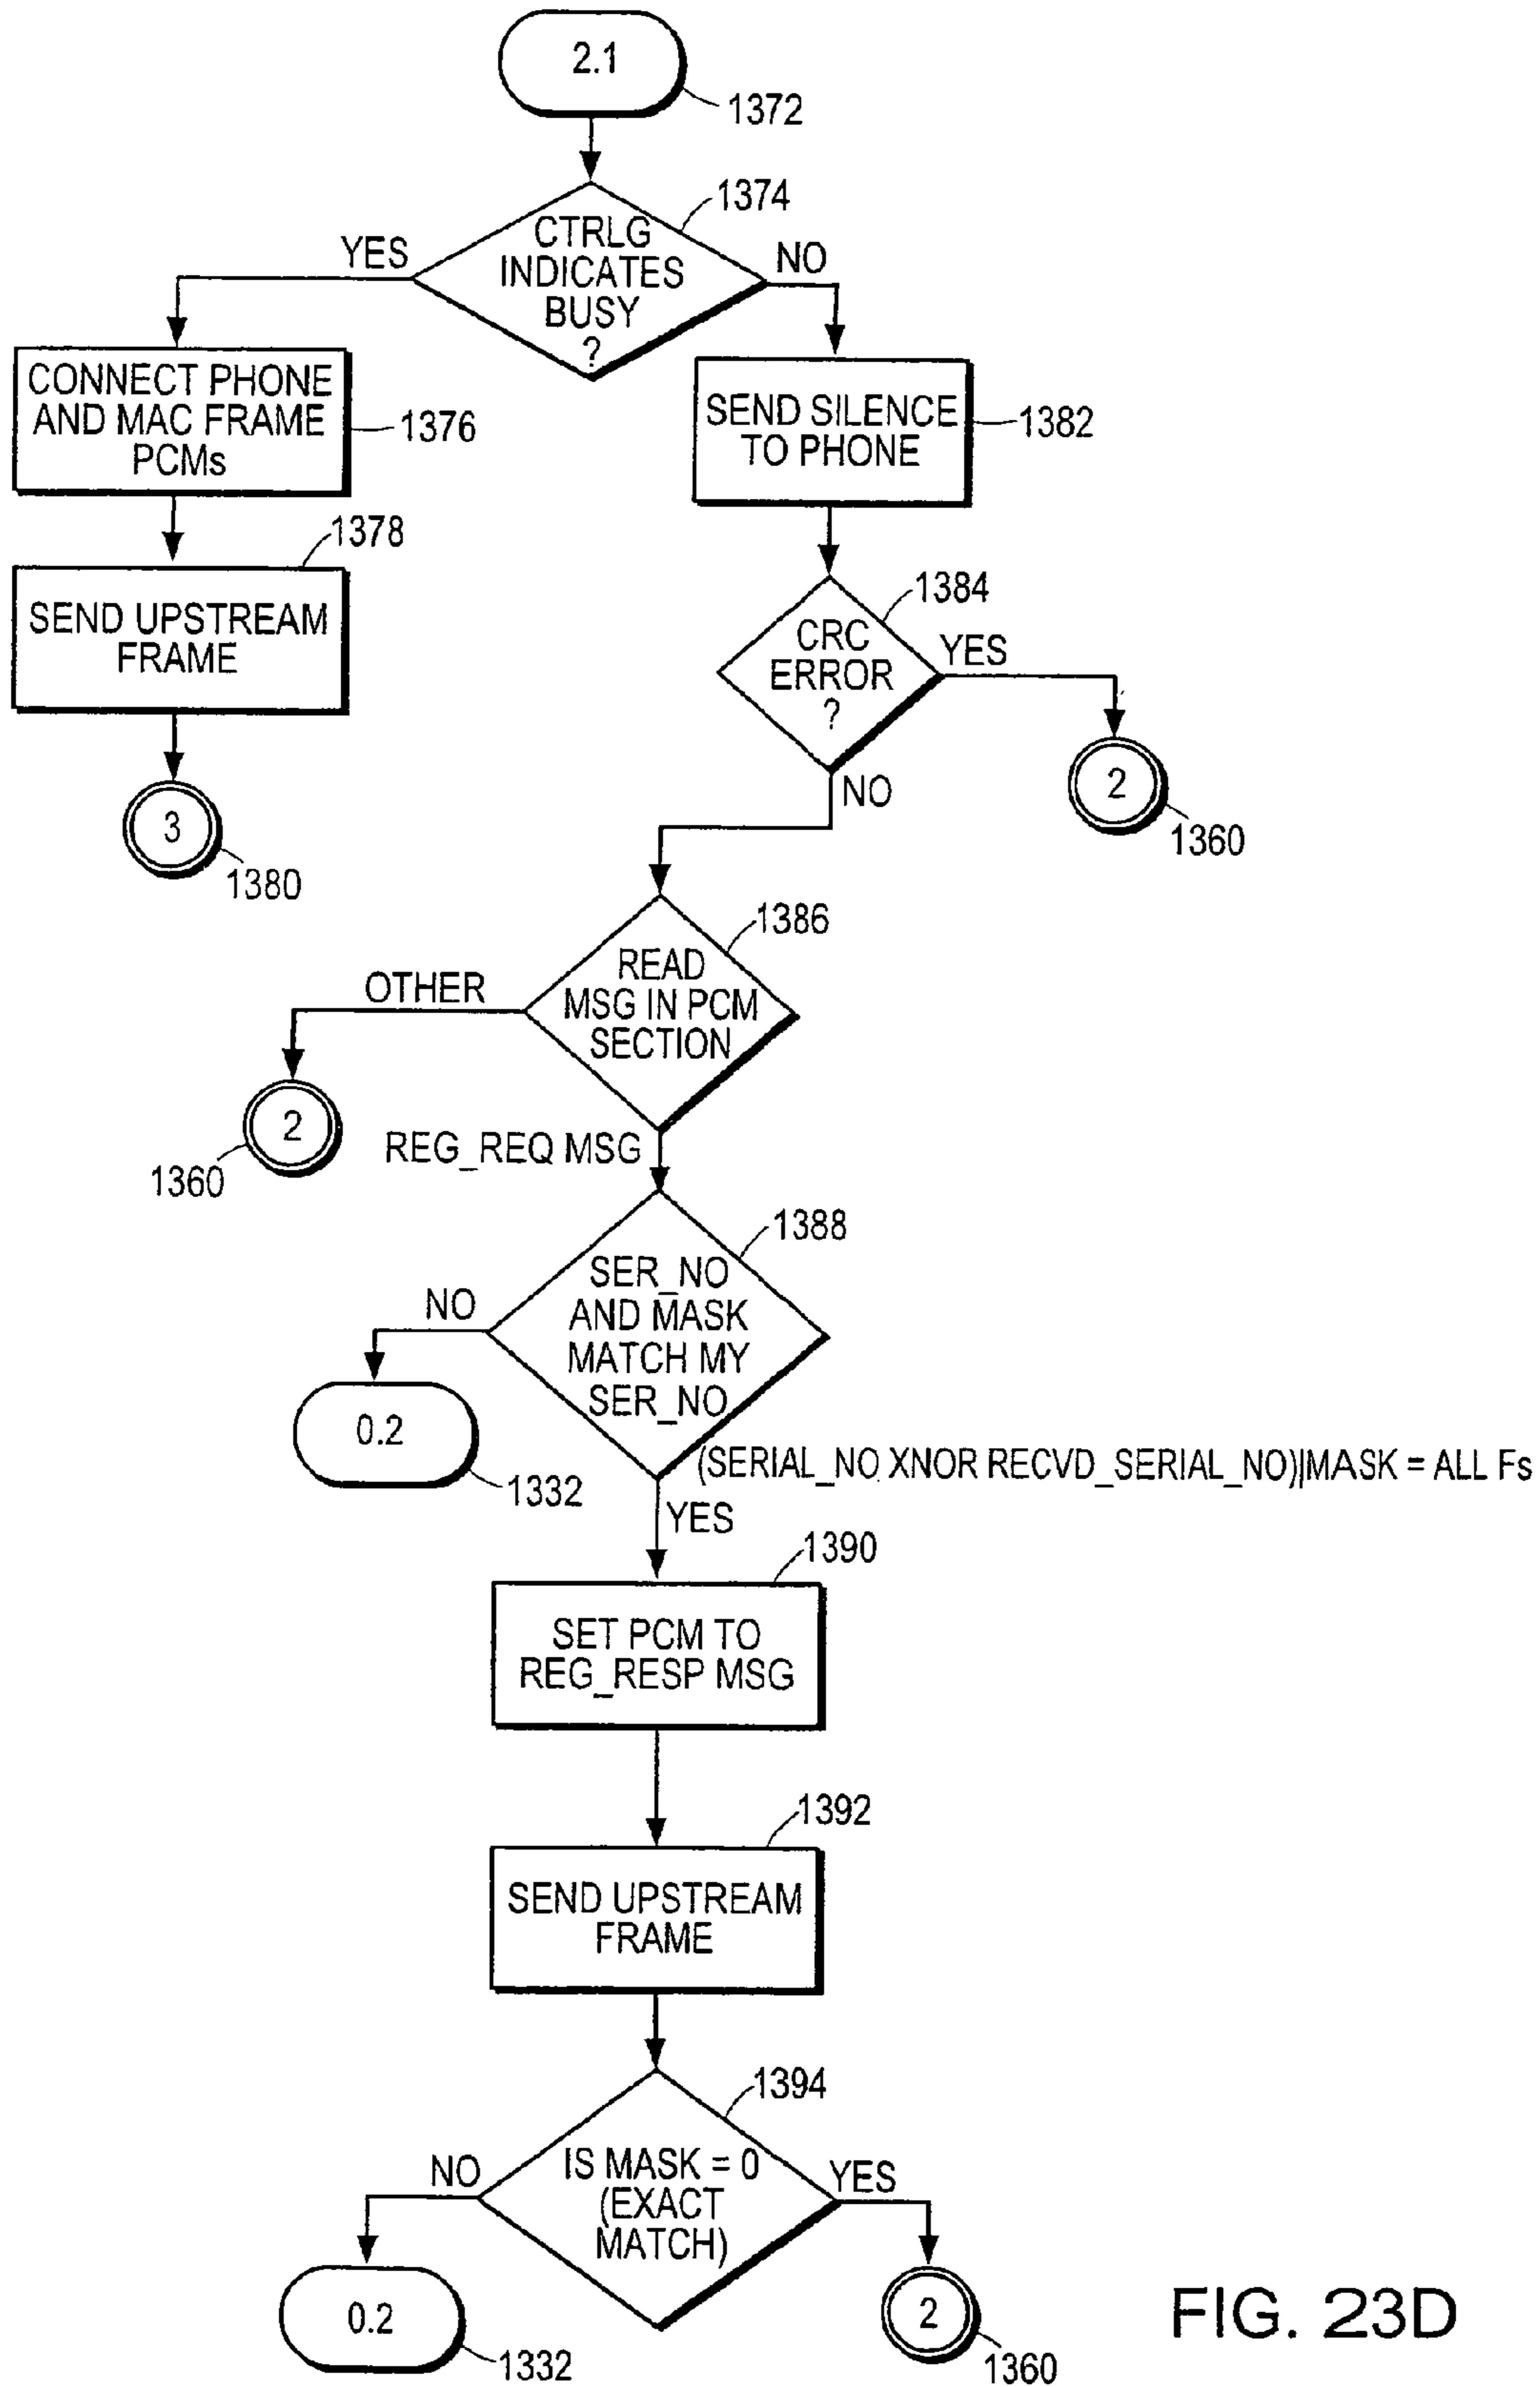 2.1
1372
1374
CTRLG
INDICATES
BUSY
?
YES
NO
CONNECT PHONE
AND MAC FRAME
PCMs
1376
SEND SILENCE
TO PHONE
1382
1378
SEND UPSTREAM
FRAME
1384
CRC
ERROR
?
YES
NO
3
1380
2
1360
1386
READ
MSG IN PCM
SECTION
OTHER
2
1360
REG_REQ MSG
1388
SER_NO
AND MASK
MATCH MY
SER_NO
NO
0.2
1332
(SERIAL_NO XNOR RECVD_SERIAL_NO)|MASK = ALL Fs
YES
1390
SET PCM TO
REG_RESP MSG
1392
SEND UPSTREAM
FRAME
1394
IS MASK = 0
(EXACT
MATCH)
NO
YES
0.2
1332
2
1360
FIG. 23D